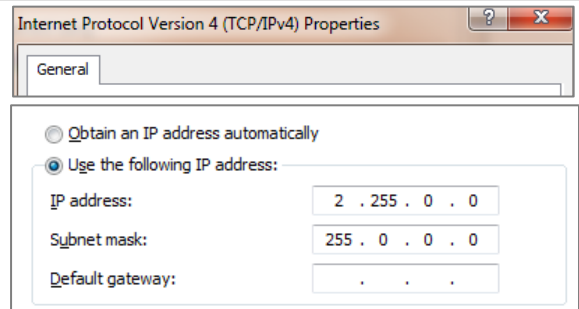 Internet Protocol Version 4 (TCP/IPv4) Properties ? X
General
Obtain an IP address automatically
Use the following IP address:
IP address: 2 . 255 . 0 . 0
Subnet mask: 255 . 0 . 0 . 0
Default gateway: . . .